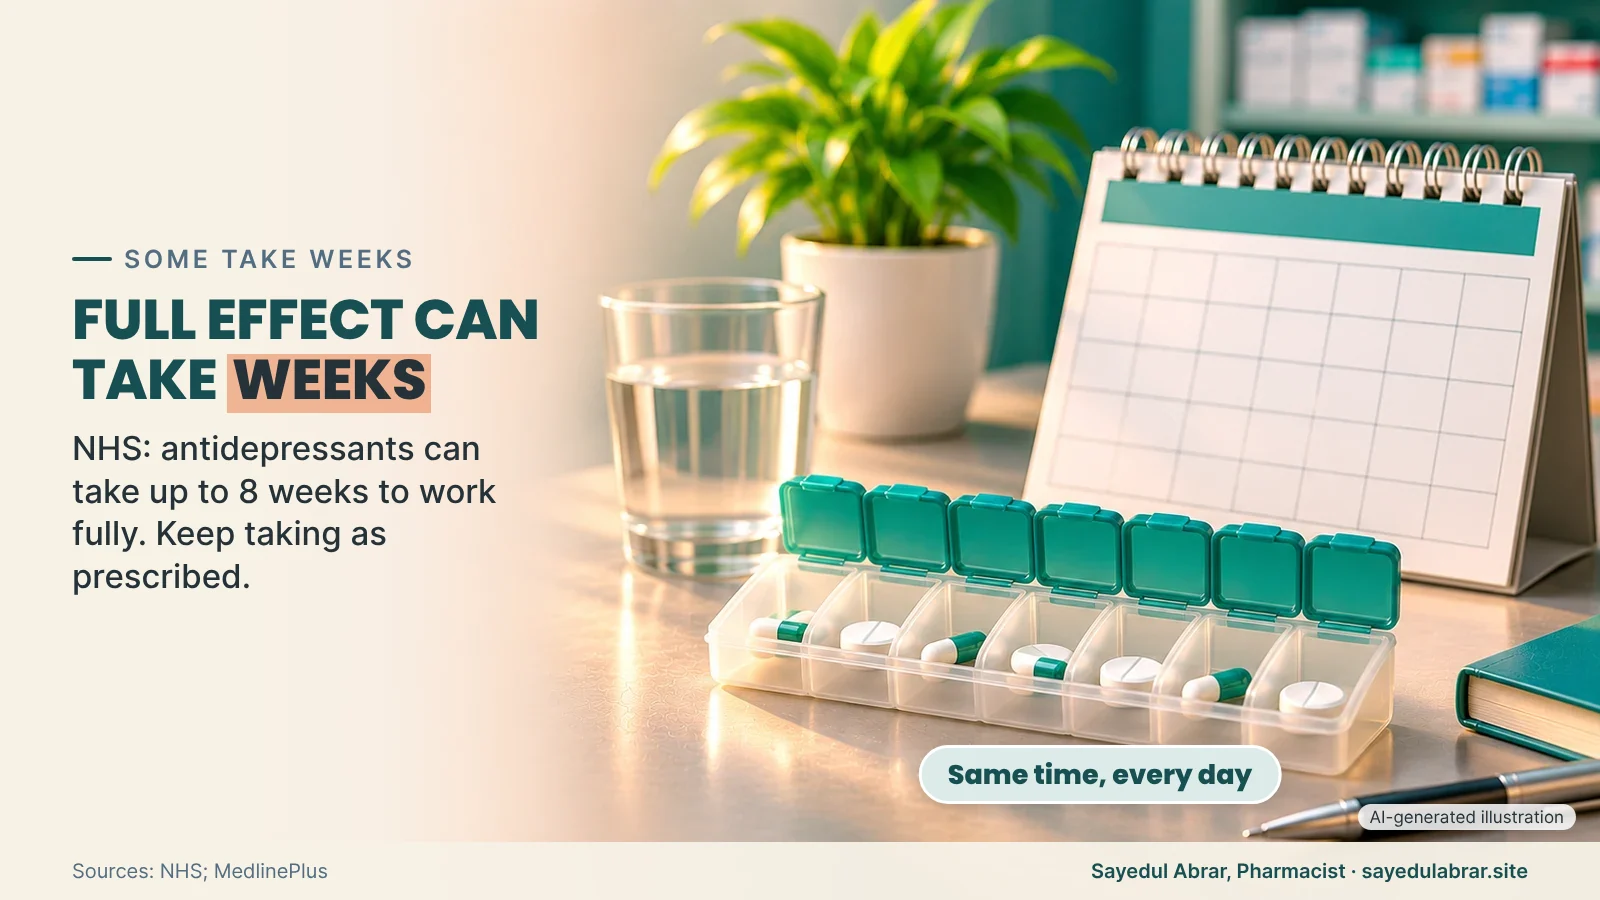 SOME TAKE WEEKS
FULL EFFECT CAN
TAKE WEEKS
NHS: antidepressants can
take up to 8 weeks to work
fully. Keep taking as
prescribed.
Same time, every day
AI-generated illustration
Sources: NHS; MedlinePlus
Sayedul Abrar, Pharmacist · sayedulabrar.site